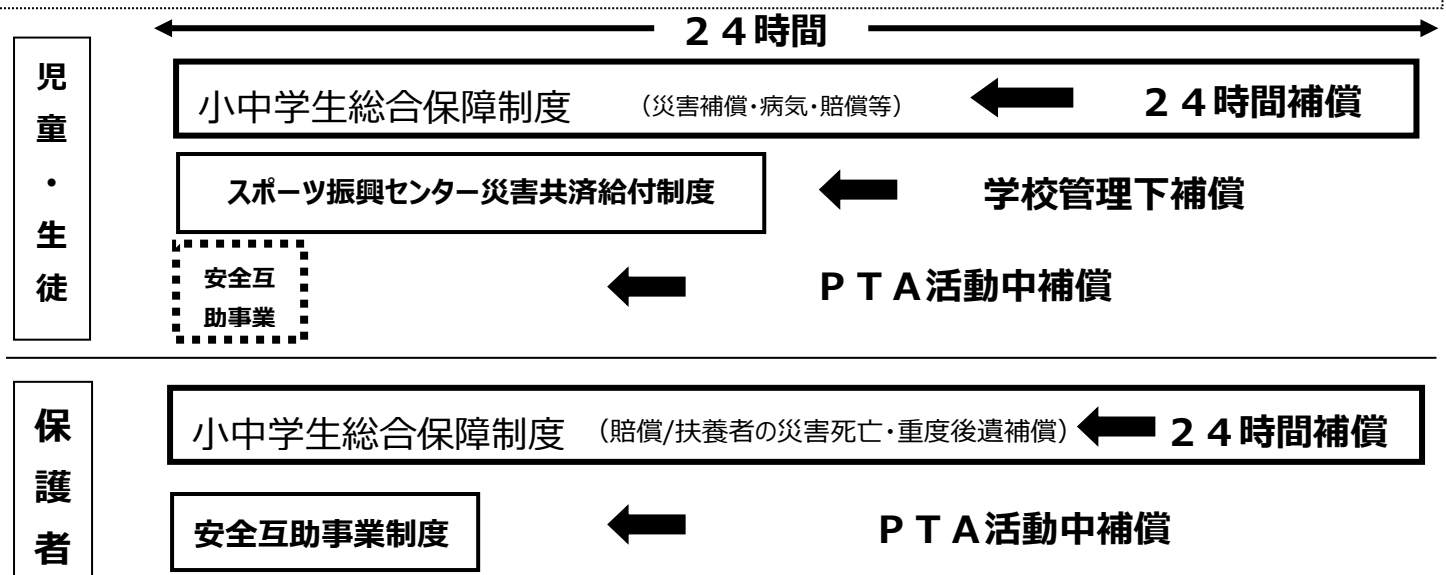 ２４時間
児童・生徒
小中学生総合保障制度 （災害補償・病気・賠償等） ２４時間補償
スポーツ振興センター災害共済給付制度 学校管理下補償
安全互
助事業
ＰＴＡ活動中補償
保護者
小中学生総合保障制度 （賠償/扶養者の災害死亡・重度後遺補償） ２４時間補償
安全互助事業制度 ＰＴＡ活動中補償